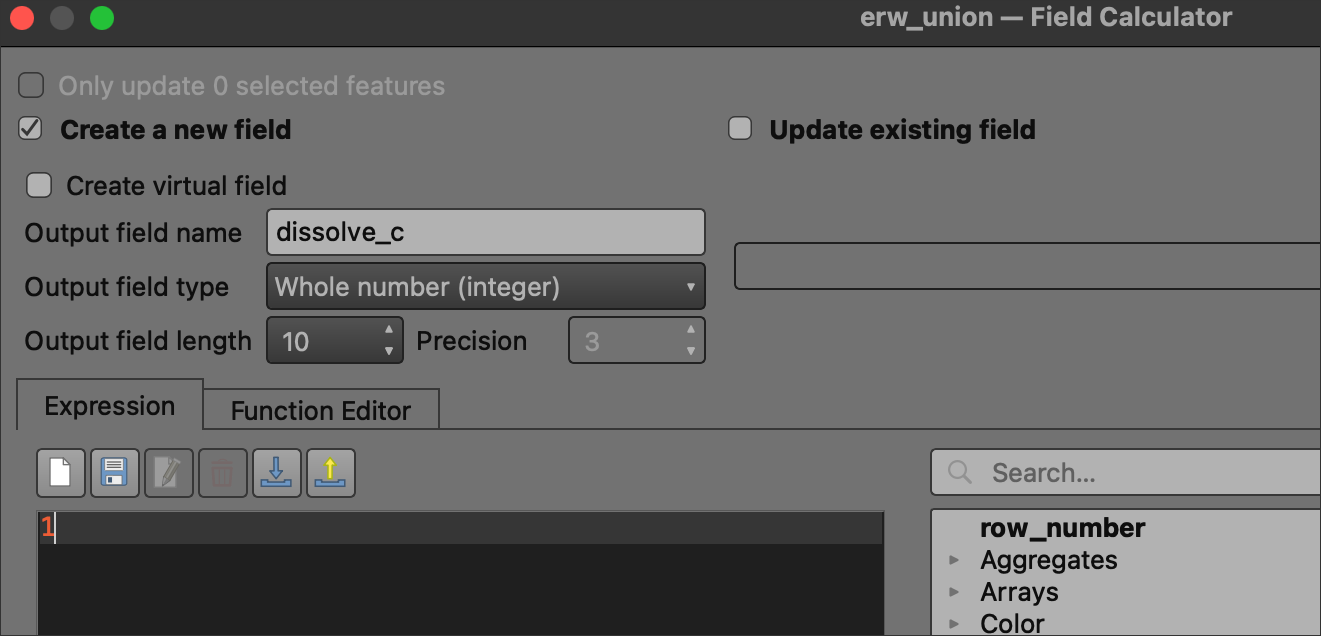 erw_union — Field Calculator
Only update 0 selected features
Create a new field
Update existing field
Create virtual field
Output field name
dissolve_c
Output field type
Whole number (integer)
Output field length
10
Precision
3
Expression
Function Editor
Search...
1
row_number
Aggregates
Arrays
Color